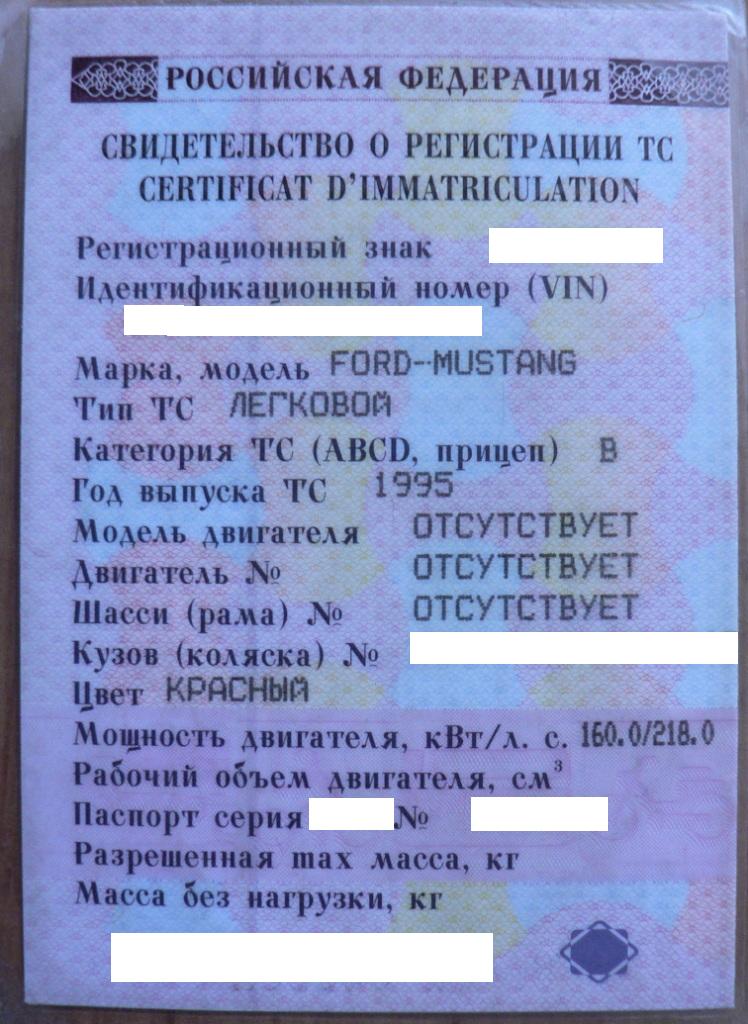 РОССИЙСКАЯ ФЕДЕРАЦИЯ
СВИДЕТЕЛЬСТВО О РЕГИСТРАЦИИ ТС
CERTIFICAT D'IMMATRICULATION
Регистрационный знак
Идентификационный номер (VIN)
Марка, модель FORD--MUSTANG
Тип ТС ЛЕГКОВОЙ
Категория ТС (ABCD, прицеп) B
Год выпуска ТС 1995
Модель двигателя ОТСУТСТВУЕТ
Двигатель № ОТСУТСТВУЕТ
Шасси (рама) № ОТСУТСТВУЕТ
Кузов (коляска) №
Цвет КРАСНЫЙ
Мощность двигателя, кВт/л. с. 160.0/218.0
Рабочий объем двигателя, см³
Паспорт серия №
Разрешенная max масса, кг
Масса без нагрузки, кг